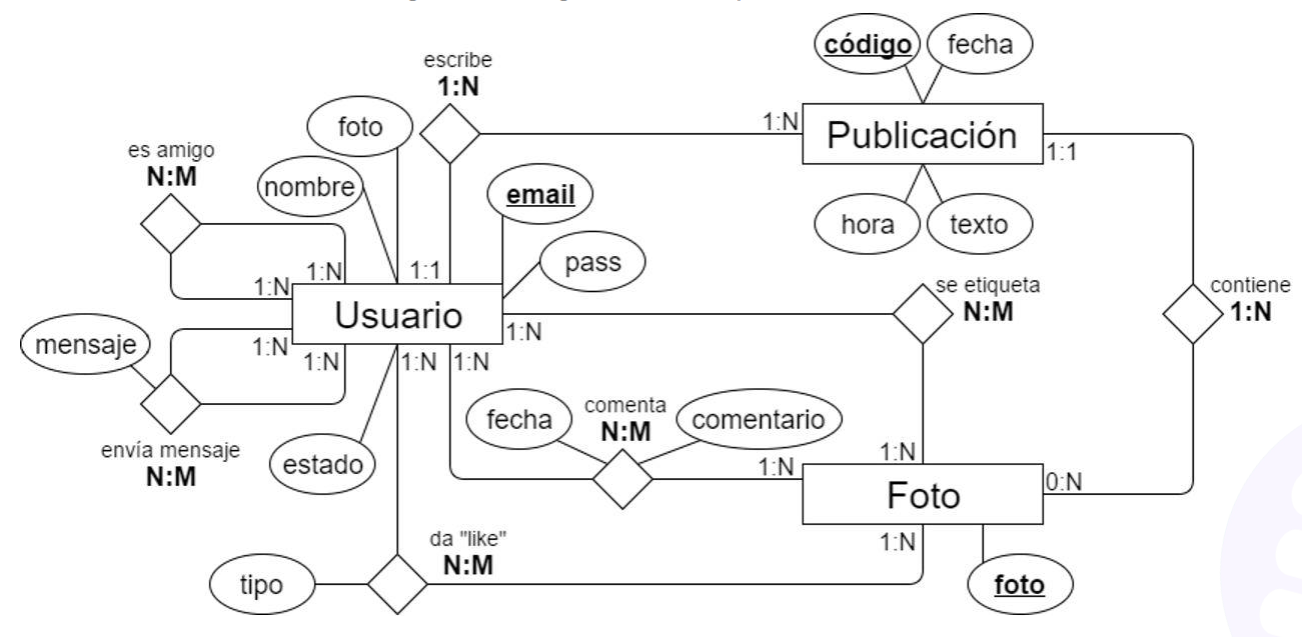 código
fecha
escribe
1:N
foto
1:N
Publicación
1:1
es amigo
N:M
nombre
email
hora
texto
pass
1:N
1:N
1:1
Usuario
se etiqueta
N:M
contiene
1:N
mensaje
1:N
1:N
1:N
1:N
1:N
envía mensaje
N:M
estado
fecha
comenta
N:M
comentario
1:N
1:N
Foto
0:N
1:N
da "like"
N:M
tipo
foto